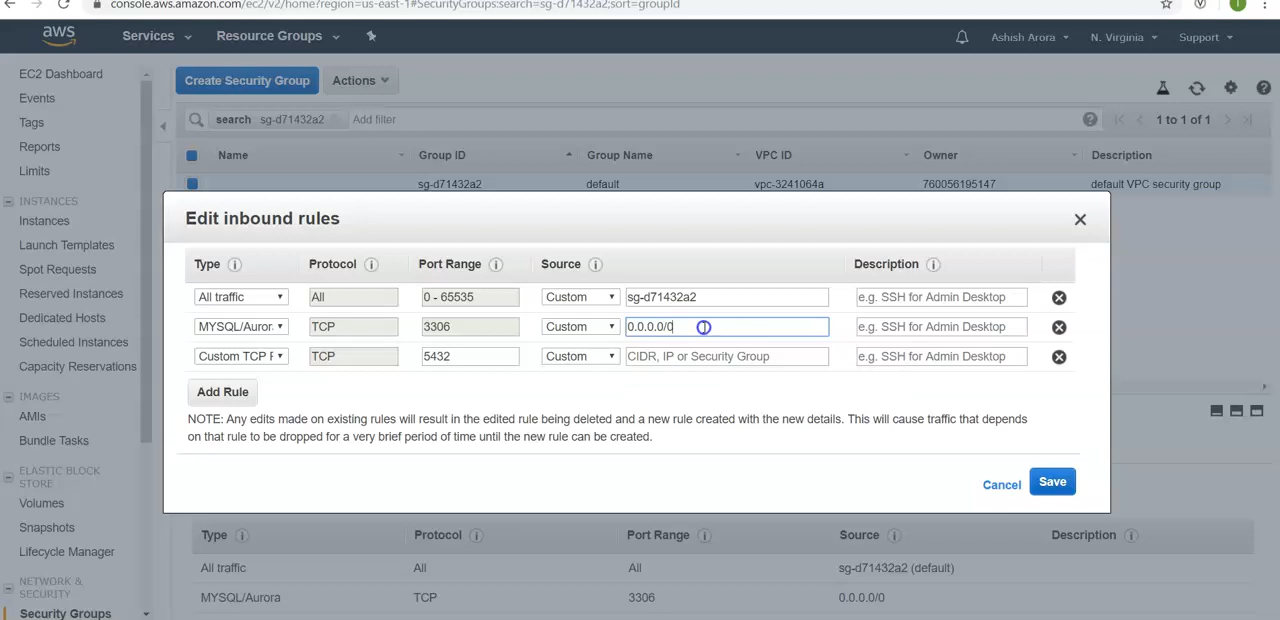 console.aws.amazon.com/ec2/v2/home?region=us-east-1#SecurityGroups:search=sg-d71432a2;sort=groupId
aws Services Resource Groups Ashish Arora N. Virginia Support
EC2 Dashboard
Events
Tags
Reports
Limits
INSTANCES
Instances
Launch Templates
Spot Requests
Reserved Instances
Dedicated Hosts
Scheduled Instances
Capacity Reservations
IMAGES
AMIs
Bundle Tasks
ELASTIC BLOCK
STORE
Volumes
Snapshots
Lifecycle Manager
NETWORK &
SECURITY
Security Groups
Create Security Group Actions
search sg-d71432a2 Add filter 1 to 1 of 1
Name Group ID Group Name VPC ID Owner Description
sg-d71432a2 default vpc-3241064a 760056195147 default VPC security group
Edit inbound rules
Type Protocol Port Range Source Description
All traffic All 0 - 65535 Custom sg-d71432a2 e.g. SSH for Admin Desktop
MYSQL/Auror. TCP 3306 Custom 0.0.0.0/0 e.g. SSH for Admin Desktop
Custom TCP F TCP 5432 Custom CIDR, IP or Security Group e.g. SSH for Admin Desktop
Add Rule
NOTE: Any edits made on existing rules will result in the edited rule being deleted and a new rule created with the new details. This will cause traffic that depends
on that rule to be dropped for a very brief period of time until the new rule can be created.
Cancel Save
Type Protocol Port Range Source Description
All traffic All All sg-d71432a2 (default)
MYSQL/Aurora TCP 3306 0.0.0.0/0